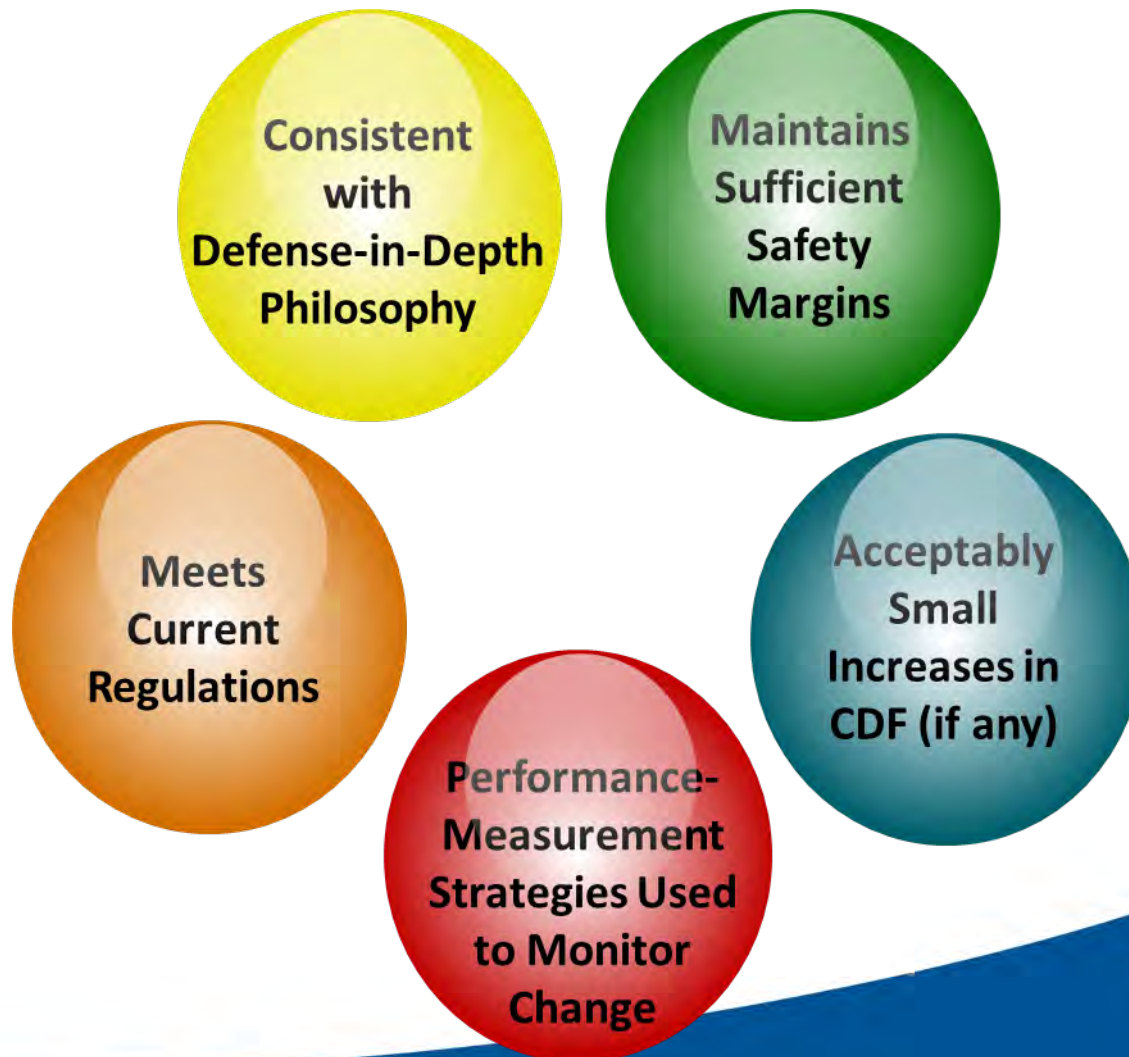 Consistent
with
Defense-in-Depth
Philosophy
Maintains
Sufficient
Safety
Margins
Meets
Current
Regulations
Acceptably
Small
Increases in
CDF (if any)
Performance-
Measurement
Strategies Used
to Monitor
Change